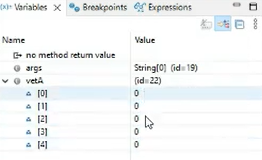 (x)= Variables Breakpoints Expressions
Name Value
no method return value
args String[0] (id=19)
vetA (id=22)
[0] 0
[1] 0
[2] 0
[3] 0
[4] 0